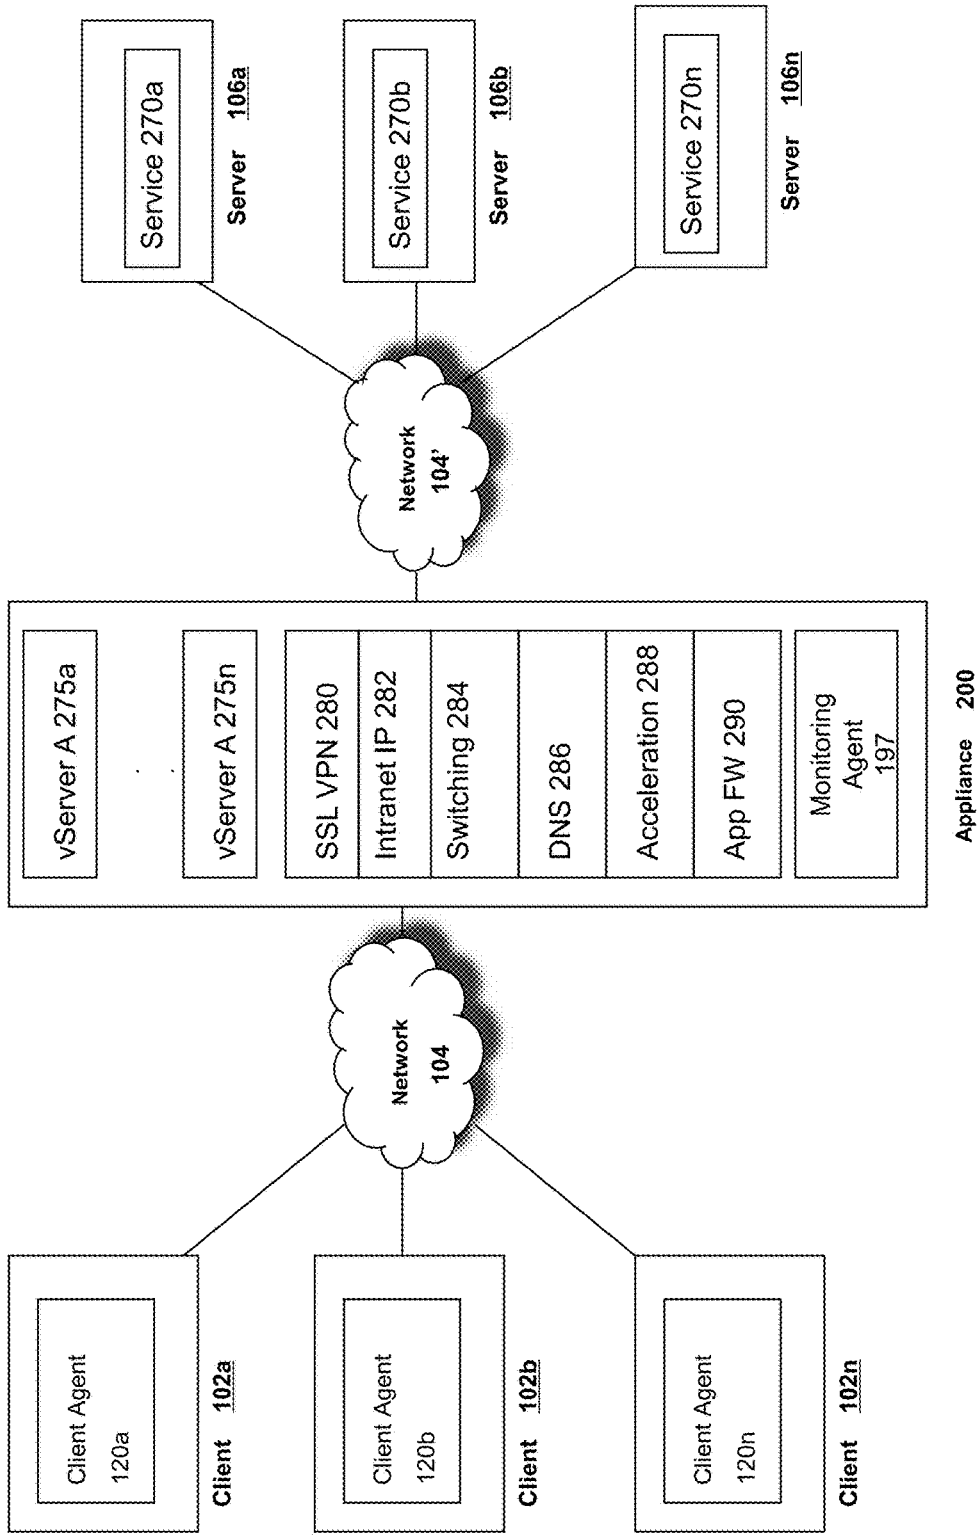 Client Agent
120a
Client 102a
Client Agent
120b
Client 102b
Client Agent
120n
Client 102n
Network
104
vServer A 275a
vServer A 275n
SSL VPN 280
Intranet IP 282
Switching 284
DNS 286
Acceleration 288
App FW 290
Monitoring
Agent
197
Appliance 200
Network
104'
Service 270a
Server 106a
Service 270b
Server 106b
Service 270n
Server 106n